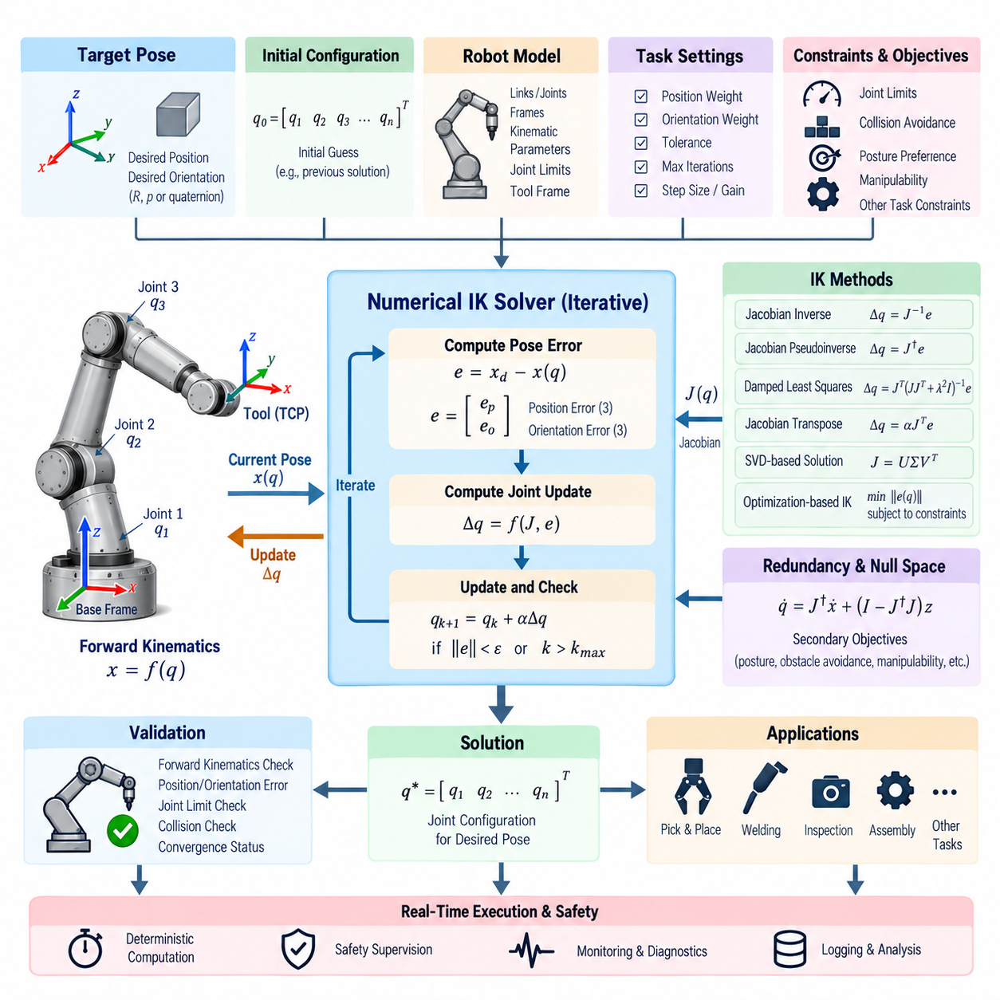 Target Pose
z
y
y
x
Desired Position
Desired Orientation
(R, p or quaternion)
Initial Configuration
q₀ = [ q₁ q₂ q₃ ⋯ qₙ ]ᵀ
Initial Guess
(e.g., previous solution)
Robot Model
Links/Joints
Frames
Kinematic
Parameters
Joint Limits
Tool Frame
Task Settings
Position Weight
Orientation Weight
Tolerance
Max Iterations
Step Size / Gain
Constraints & Objectives
Joint Limits
Collision Avoidance
Posture Preference
Manipulability
Other Task Constraints
Joint 3
q₃
z
y
x
Tool (TCP)
Joint 2
q₂
Joint 1
q₁
z
x
Base Frame
Forward Kinematics
x = f(q)
Current Pose
x(q)
Update
Δq
Numerical IK Solver (Iterative)
Compute Pose Error
e = x_d − x(q)
e = [ e_p e_o ]
Position Error (3)
Orientation Error (3)
Iterate
Compute Joint Update
Δq = f(J, e)
Update and Check
qₖ₊₁ = qₖ + αΔq
if ||e|| < ε or k > k_max
J(q)
Jacobian
IK Methods
Jacobian Inverse Δq = J⁻¹e
Jacobian Pseudoinverse Δq = J†e
Damped Least Squares Δq = Jᵀ(JJᵀ + λ²I)⁻¹e
Jacobian Transpose Δq = αJᵀe
SVD-based Solution J = UΣVᵀ
Optimization-based IK min ||e(q)||
subject to constraints
Redundancy & Null Space
q̇ = J†ẋ + (I − J†J)z
Secondary Objectives
(posture, obstacle avoidance, manipulability, etc.)
Validation
Forward Kinematics Check
Position/Orientation Error
Joint Limit Check
Collision Check
Convergence Status
Solution
q* = [ q₁ q₂ ⋯ qₙ ]ᵀ
Joint Configuration
for Desired Pose
Applications
Pick & Place
Welding
Inspection
Assembly
Other
Tasks
Real-Time Execution & Safety
Deterministic
Computation
Safety Supervision
Monitoring & Diagnostics
Logging & Analysis